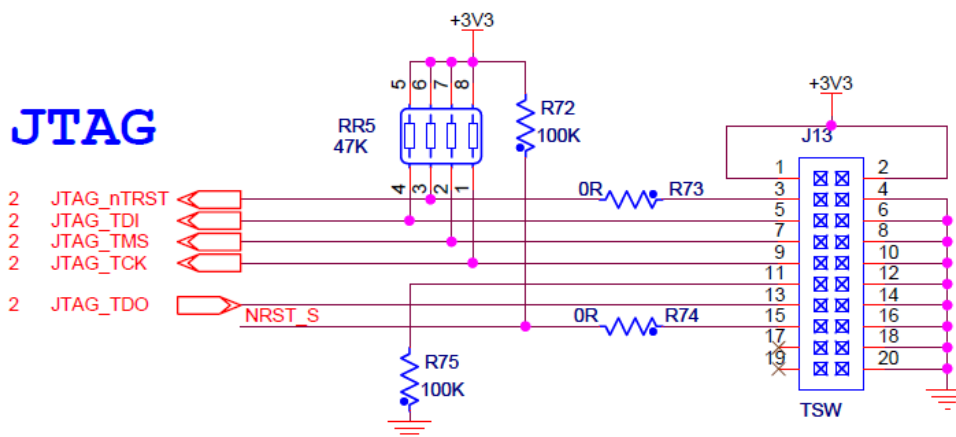 +3V3
+3V3
JTAG
5 6 7 8
RR5
47K
R72
100K
J13
4 3 2 1
1 2
2 JTAG_nTRST
0R R73
3 4
2 JTAG_TDI
5 6
2 JTAG_TMS
7 8
2 JTAG_TCK
9 10
11 12
2 JTAG_TDO
13 14
NRST_S
0R R74
15 16
17 18
R75
100K
19 20
TSW